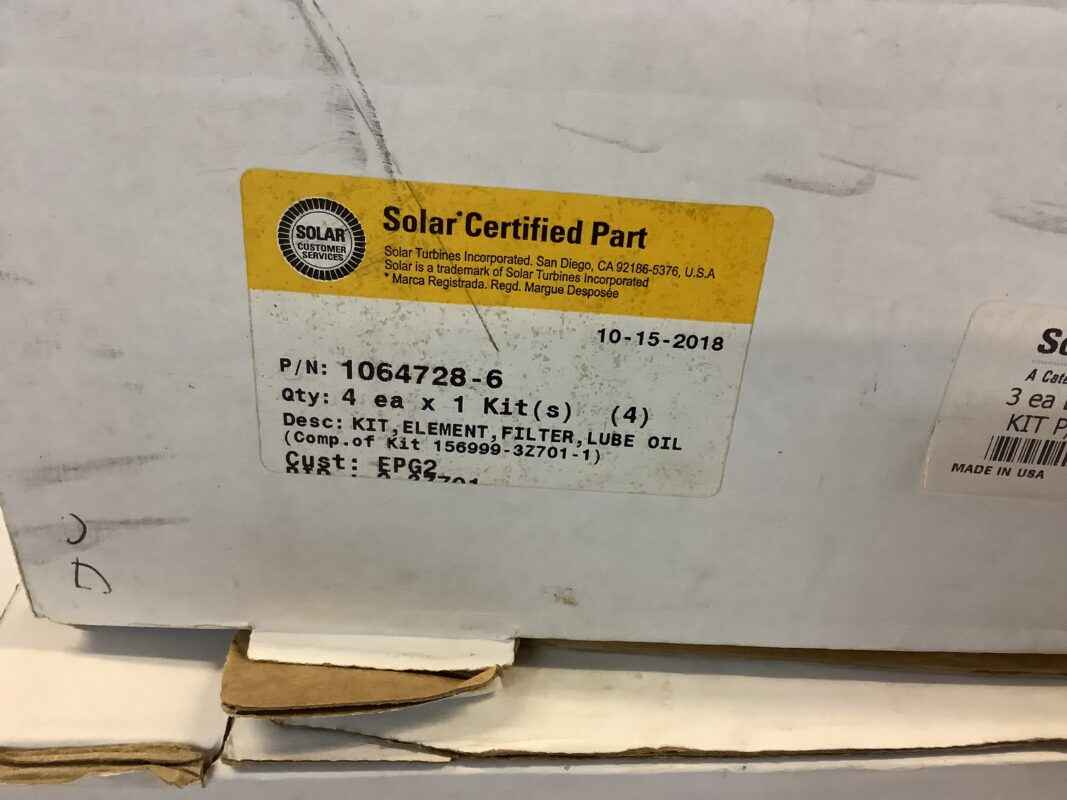 Solar* Certified Part
SOLAR
CUSTOMER
SERVICES
Solar Turbines Incorporated. San Diego, CA 92186-5376, U.S.A
Solar is a trademark of Solar Turbines Incorporated
* Marca Registrada. Regd. Margue Desposée
10-15-2018
P/N: 1064728-6
Qty: 4 ea x 1 Kit(s) (4)
Desc: KIT,ELEMENT,FILTER,LUBE OIL
(Comp.of Kit 156999-3Z701-1)
Cust: EPG2
A
3 ea
KIT
MADE IN USA